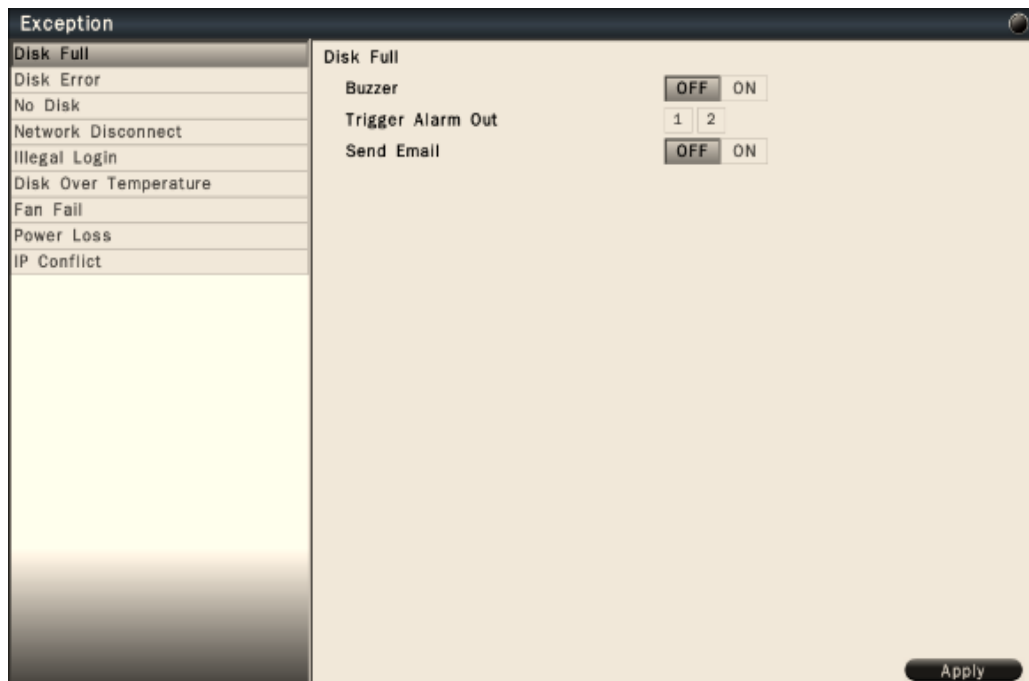 Exception
Disk Full
Disk Error
No Disk
Network Disconnect
Illegal Login
Disk Over Temperature
Fan Fail
Power Loss
IP Conflict
Disk Full
Buzzer OFF ON
Trigger Alarm Out 1 2
Send Email OFF ON
Apply